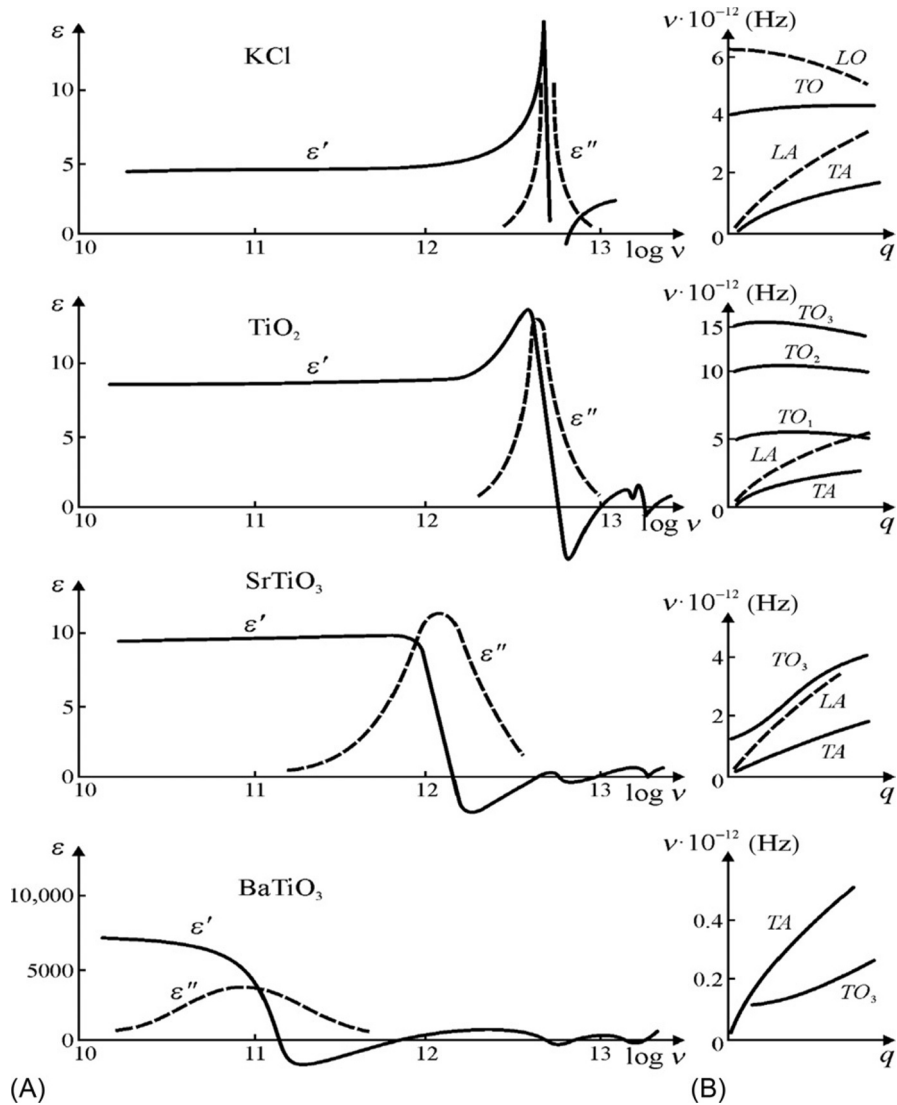 ε
KCl
10
5
0
ε′
ε″
10
11
12
13
log ν
ν·10⁻¹² (Hz)
6
4
2
0
LO
TO
LA
TA
q
ε
TiO₂
10
5
0
ε′
ε″
10
11
12
13
log ν
ν·10⁻¹² (Hz)
15
10
5
0
TO₃
TO₂
TO₁
LA
TA
q
ε
SrTiO₃
10
5
0
ε′
ε″
10
11
12
13
log ν
ν·10⁻¹² (Hz)
4
2
0
TO₃
LA
TA
q
ε
BaTiO₃
10,000
5000
0
ε′
ε″
10
11
12
13
log ν
ν·10⁻¹² (Hz)
0.4
0.2
0
TA
TO₃
q
(A)
(B)